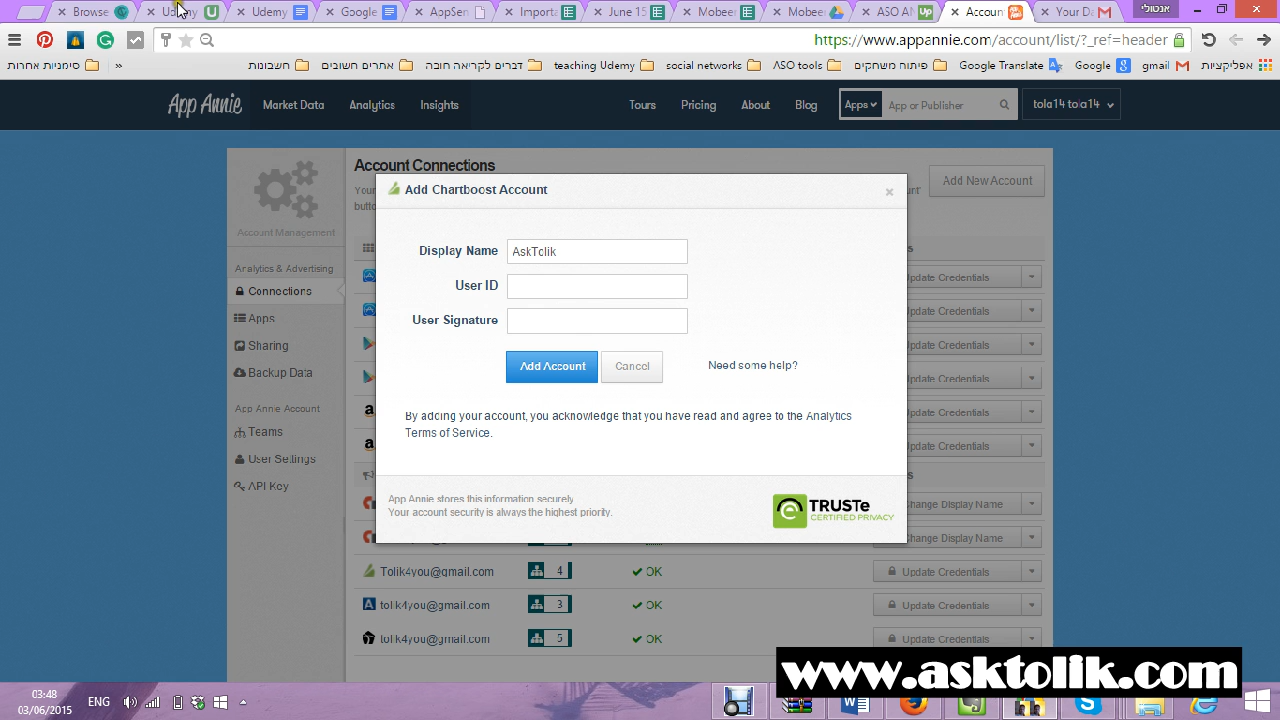 Browse
Udemy
Udemy
Google
AppSen
Importa
June 15
Mobee
Mobee
ASO AN
Accoun
Your Da
אנטולי
https://www.appannie.com/account/list/?_ref=header
סימניות אחרות
»
חשבונות
אתרים חשובים
דברים לקריאה חובה
teaching Udemy
social networks
ASO tools
פיתוח משחקים
Google Translate
Google
gmail
אפליקציות
App Annie
Market Data
Analytics
Insights
Tours
Pricing
About
Blog
Apps
App or Publisher
tola14 tola14
Account Management
Analytics & Advertising
Connections
Apps
Sharing
Backup Data
App Annie Account
Teams
User Settings
API Key
Account Connections
Add New Account
Add Chartboost Account
Display Name AskTolik
User ID
User Signature
Add Account Cancel Need some help?
By adding your account, you acknowledge that you have read and agree to the Analytics
Terms of Service.
App Annie stores this information securely
Your account security is always the highest priority.
TRUSTe
CERTIFIED PRIVACY
Update Credentials
Update Credentials
Update Credentials
Update Credentials
Update Credentials
Update Credentials
Change Display Name
Change Display Name
Tolik4you@gmail.com 4 OK Update Credentials
tolik4you@gmail.com 3 OK Update Credentials
tolik4you@gmail.com 5 OK Update Credentials
www.asktolik.com
03:48
03/06/2015
ENG